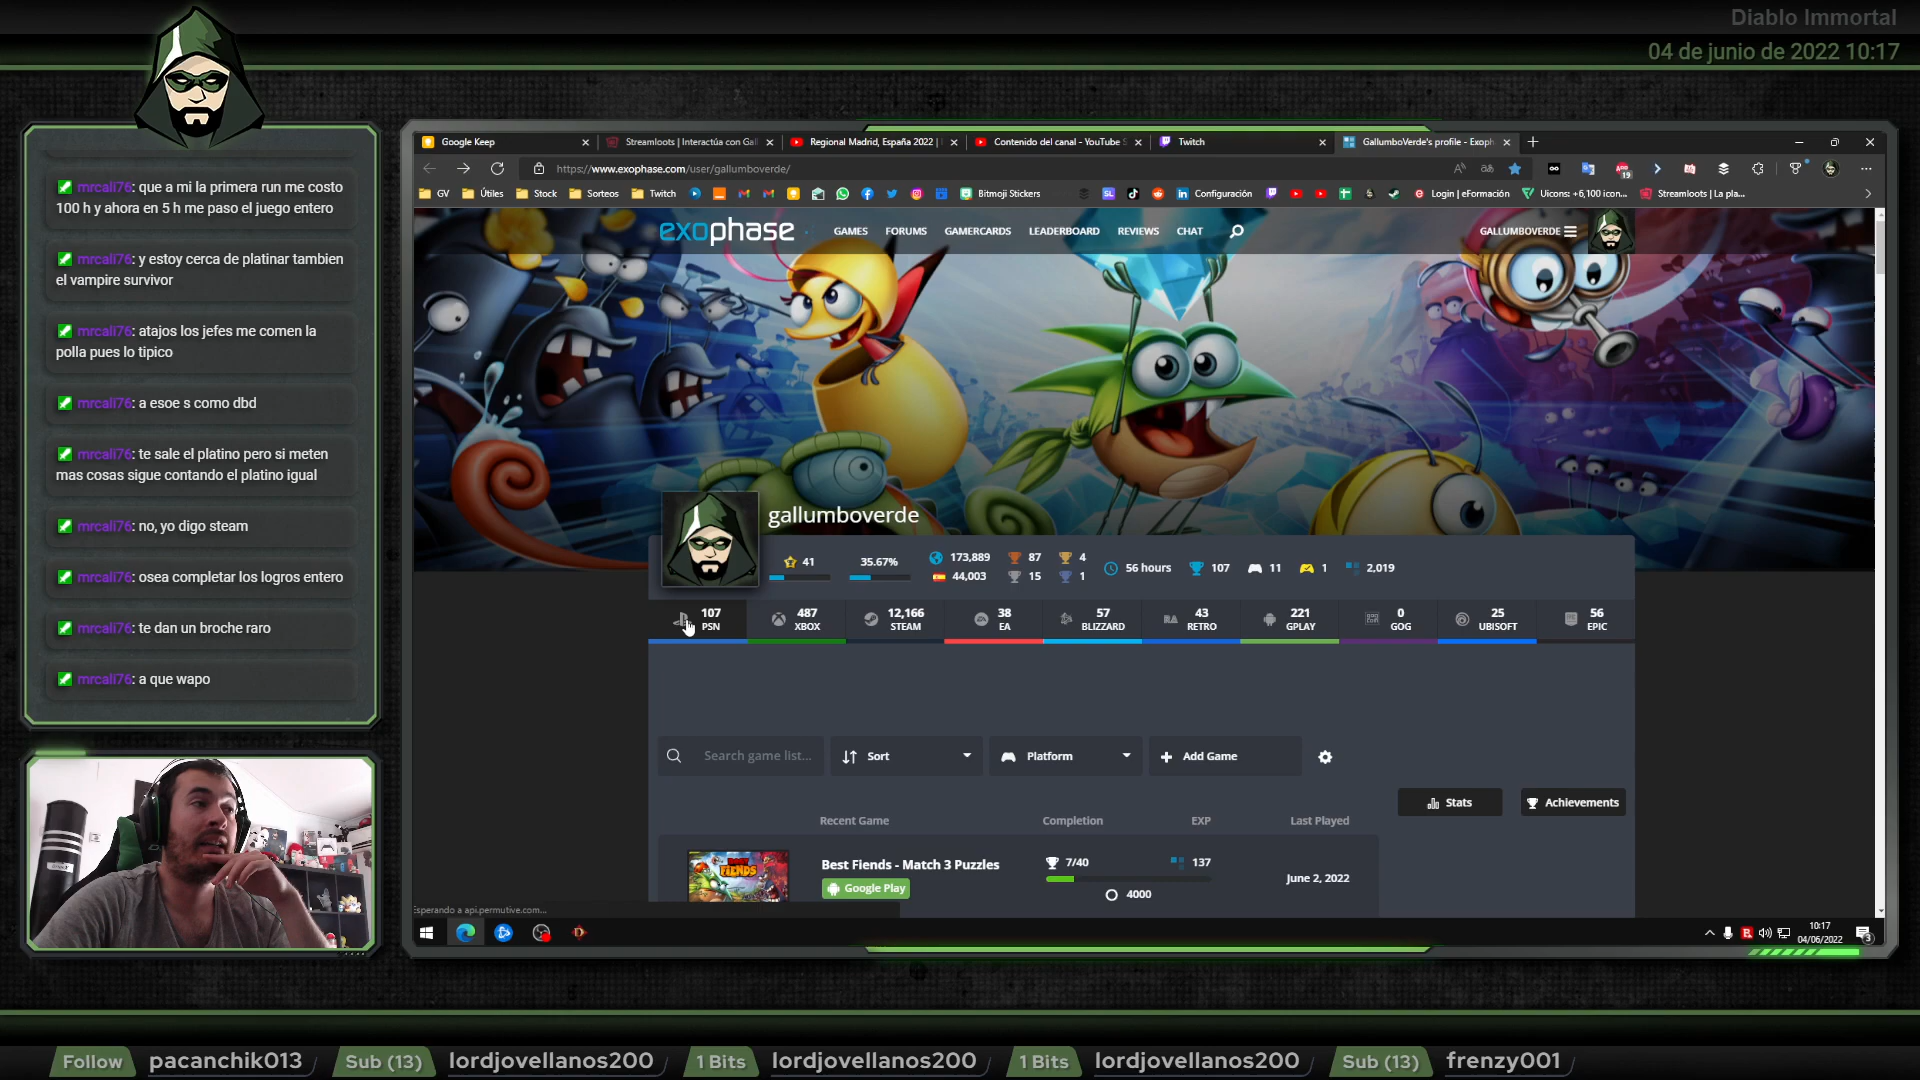 Diablo Immortal
04 de junio de 2022 10:17
mrcali76: que a mi la primera run me costo
100 h y ahora en 5 h me paso el juego entero
mrcali76: y estoy cerca de platinar tambien
el vampire survivor
mrcali76: atajos los jefes me comen la
polla pues lo tipico
mrcali76: a esoe s como dbd
mrcali76: te sale el platino pero si meten
mas cosas sigue contando el platino igual
mrcali76: no, yo digo steam
mrcali76: osea completar los logros entero
mrcali76: te dan un broche raro
mrcali76: a que wapo
Google Keep
Streamloots | Interactúa con Gal
Regional Madrid, España 2022 |
Contenido del canal - YouTube S
Twitch
GallumboVerde's profile - Exoph
https://www.exophase.com/user/gallumboverde/
19
GV
Útiles
Stock
Sorteos
Twitch
Bitmoji Stickers
SL
Configuración
Login | eFormación
Uicons: +6,100 icon...
Streamloots | La pla...
exophase
GAMES
FORUMS
GAMERCARDS
LEADERBOARD
REVIEWS
CHAT
GALLUMBOVERDE
gallumboverde
41
35.67%
173,889
44,003
87
15
4
1
56 hours
107
11
1
2,019
107 PSN
487 XBOX
12,166 STEAM
38 EA
57 BLIZZARD
RA 43 RETRO
221 GPLAY
0 GOG
25 UBISOFT
56 EPIC
Search game list...
Sort
Platform
Add Game
Stats
Achievements
Recent Game
Completion
EXP
Last Played
BEST FIENDS
Best Fiends - Match 3 Puzzles
Google Play
7/40
137
4000
June 2, 2022
Esperando a api.permutive.com...
10:17
04/06/2022
3
Follow
pacanchik013
Sub (13)
lordjovellanos200
1 Bits
lordjovellanos200
1 Bits
lordjovellanos200
Sub (13)
frenzy001